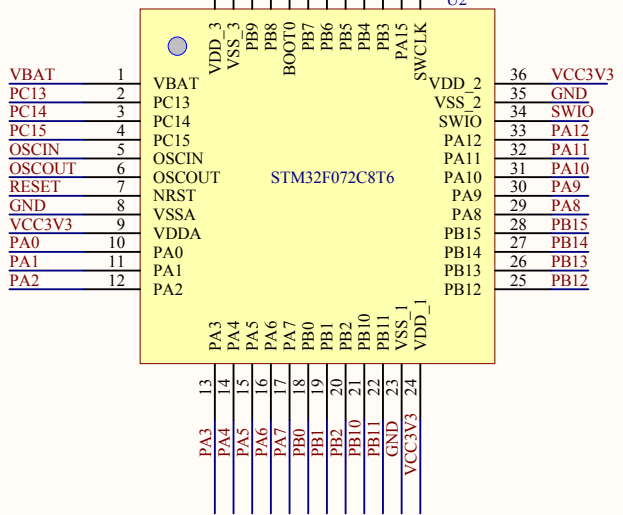 U2
VDD_3
VSS_3
PB9
PB8
BOOT0
PB7
PB6
PB5
PB4
PB3
PA15
SWCLK
VBAT 1 VBAT
PC13 2 PC13
PC14 3 PC14
PC15 4 PC15
OSCIN 5 OSCIN
OSCOUT 6 OSCOUT
RESET 7 NRST
GND 8 VSSA
VCC3V3 9 VDDA
PA0 10 PA0
PA1 11 PA1
PA2 12 PA2
STM32F072C8T6
VDD_2 36 VCC3V3
VSS_2 35 GND
SWIO 34 SWIO
PA12 33 PA12
PA11 32 PA11
PA10 31 PA10
PA9 30 PA9
PA8 29 PA8
PB15 28 PB15
PB14 27 PB14
PB13 26 PB13
PB12 25 PB12
PA3 13 PA3
PA4 14 PA4
PA5 15 PA5
PA6 16 PA6
PA7 17 PA7
PB0 18 PB0
PB1 19 PB1
PB2 20 PB2
PB10 21 PB10
PB11 22 PB11
VSS_1 23 GND
VDD_1 24 VCC3V3